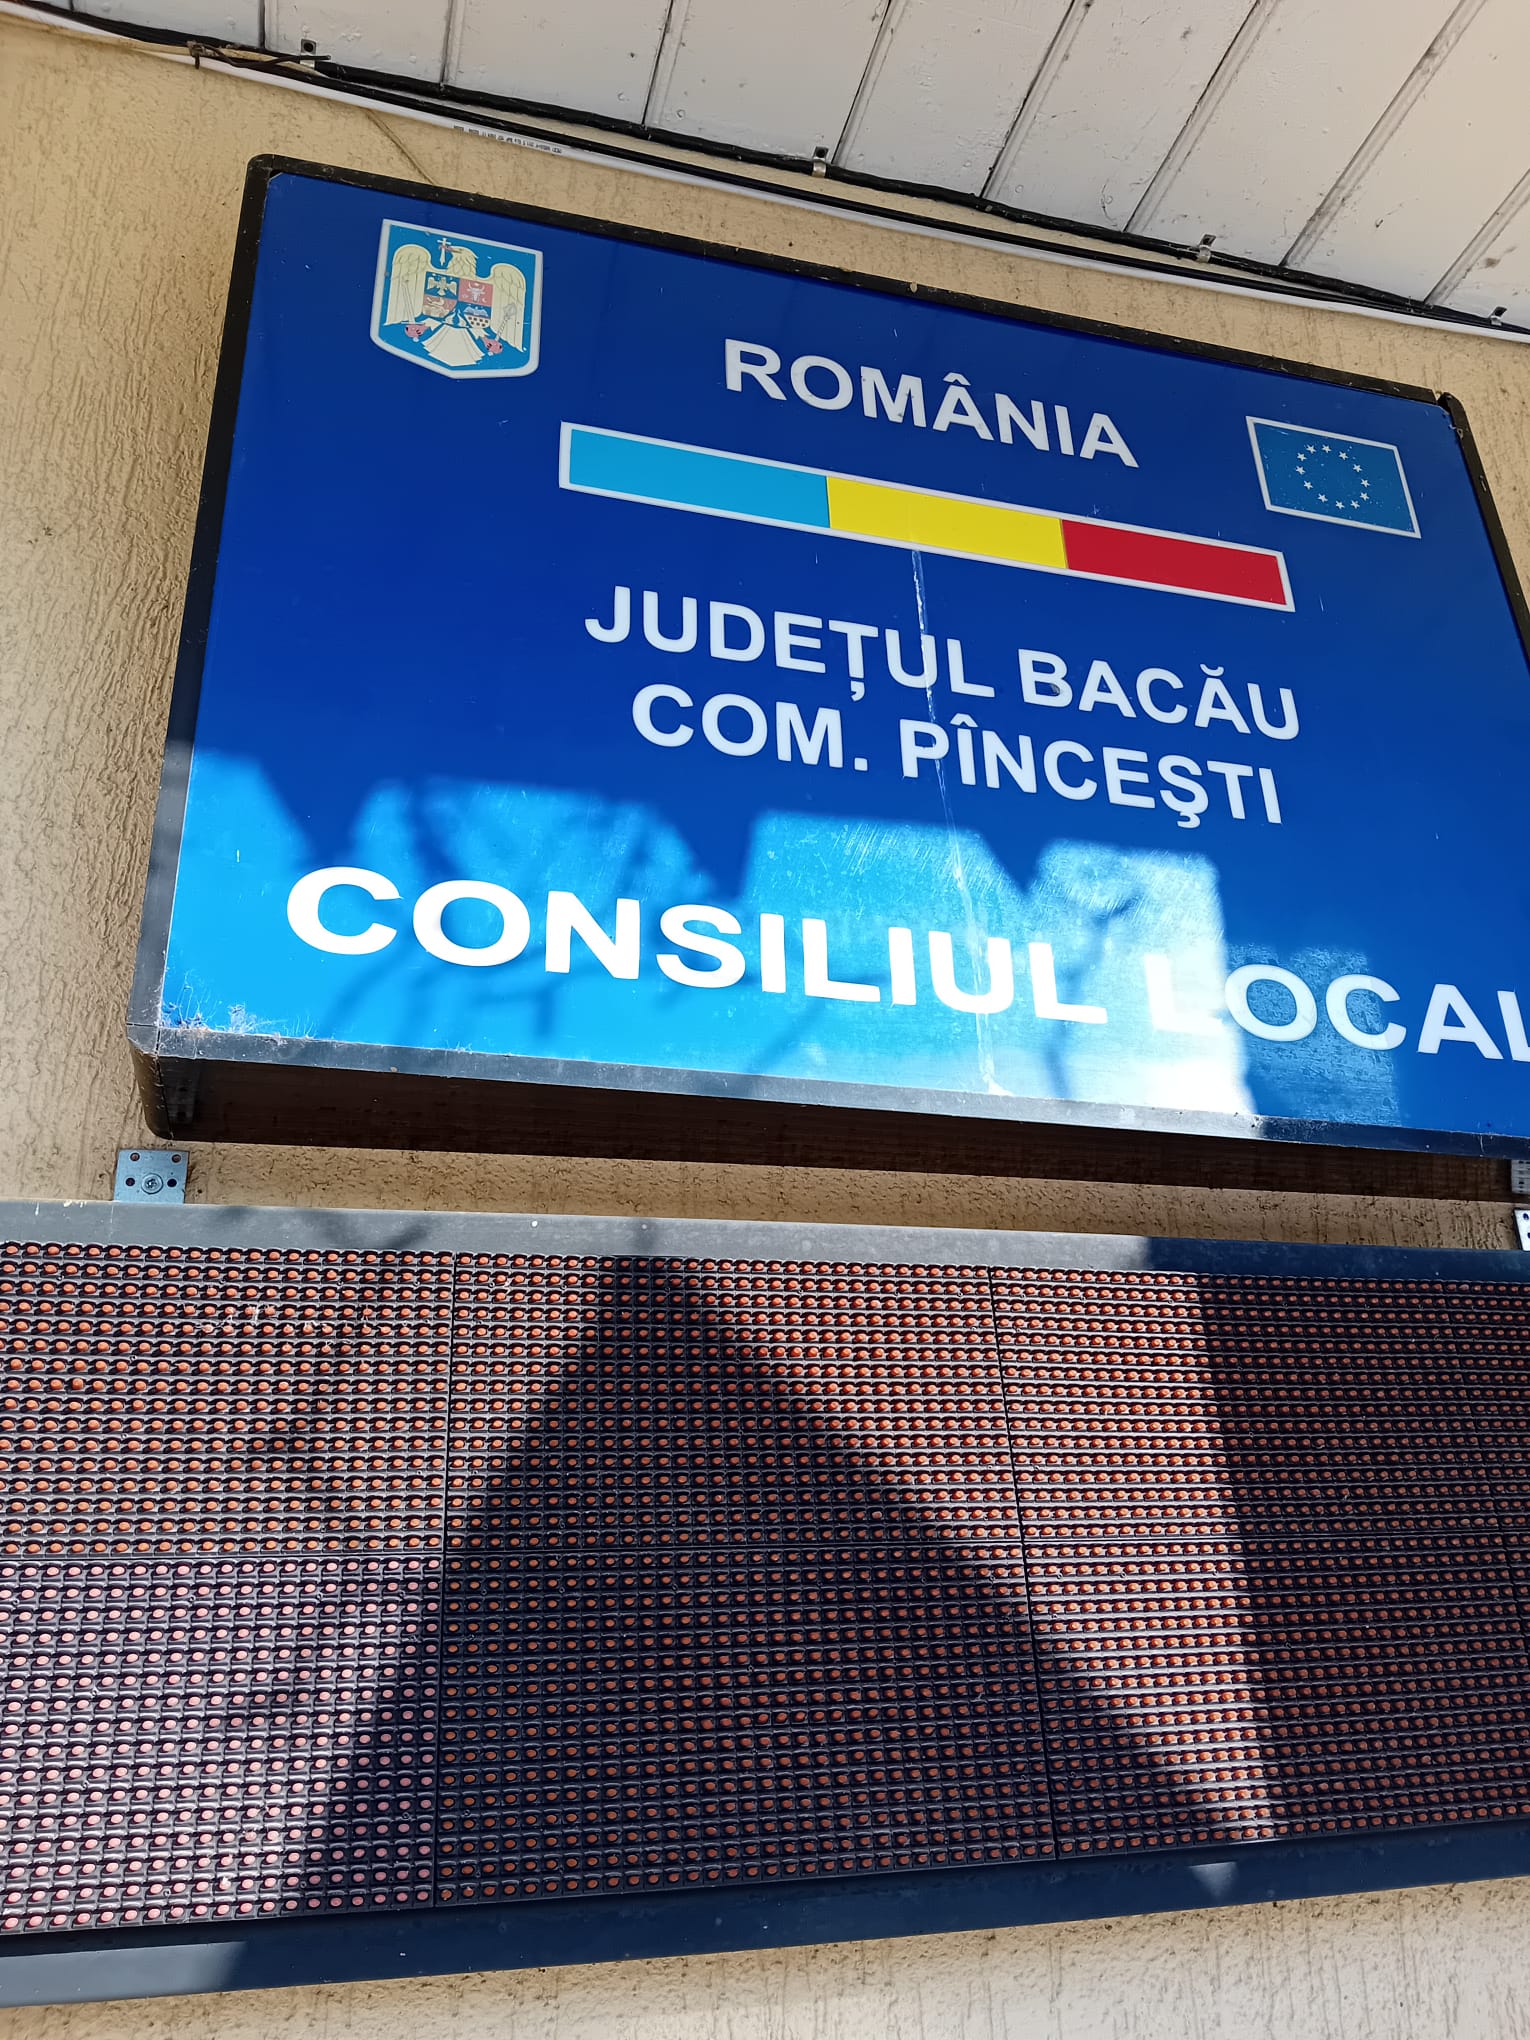 ROMÂNIA
JUDEȚUL BACĂU
COM. PÎNCEŞTI
CONSILIUL LOCAL